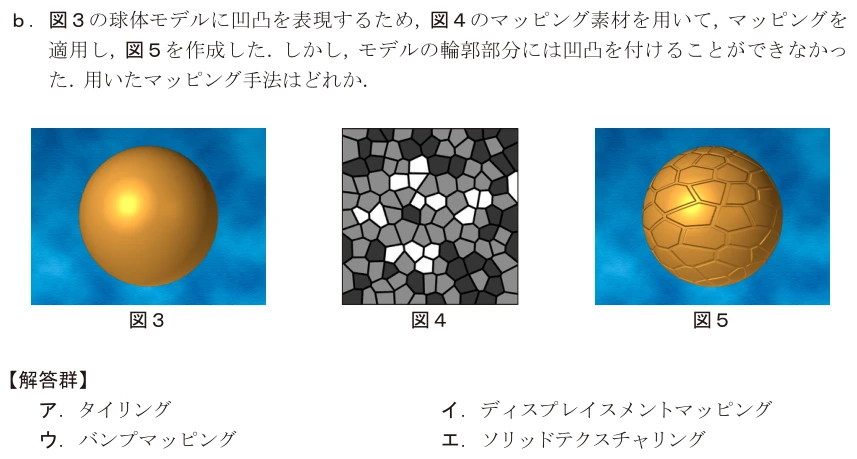 b． 図3の球体モデルに凹凸を表現するため，図4のマッピング素材を用いて，マッピングを
適用し，図5を作成した．しかし，モデルの輪郭部分には凹凸を付けることができなかっ
た．用いたマッピング手法はどれか．
図3 図4 図5
【解答群】
ア．タイリング イ．ディスプレイスメントマッピング
ウ．バンプマッピング エ．ソリッドテクスチャリング